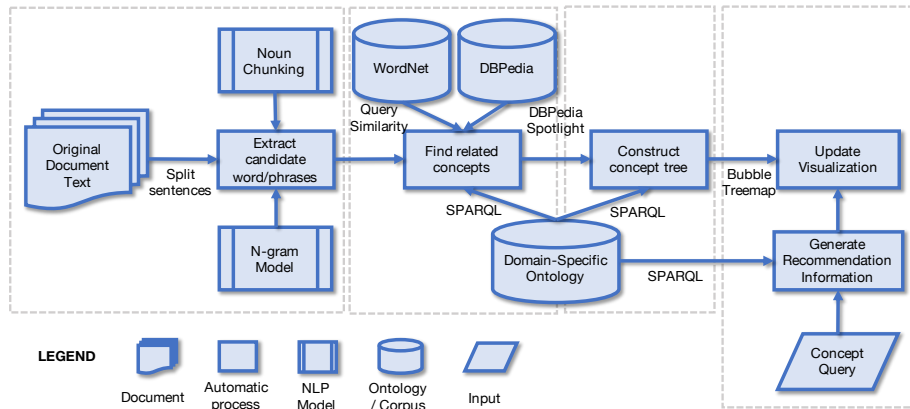 Noun
Chunking
WordNet
DBPedia
Query
Similarity
DBPedia
Spotlight
Original
Document
Text
Split
sentences
Extract
candidate
word/phrases
Find related
concepts
Construct
concept tree
Bubble
Treemap
Update
Visualization
SPARQL
SPARQL
N-gram
Model
Domain-Specific
Ontology
SPARQL
Generate
Recommendation
Information
Concept
Query
LEGEND
Document
Automatic
process
NLP
Model
Ontology
/ Corpus
Input